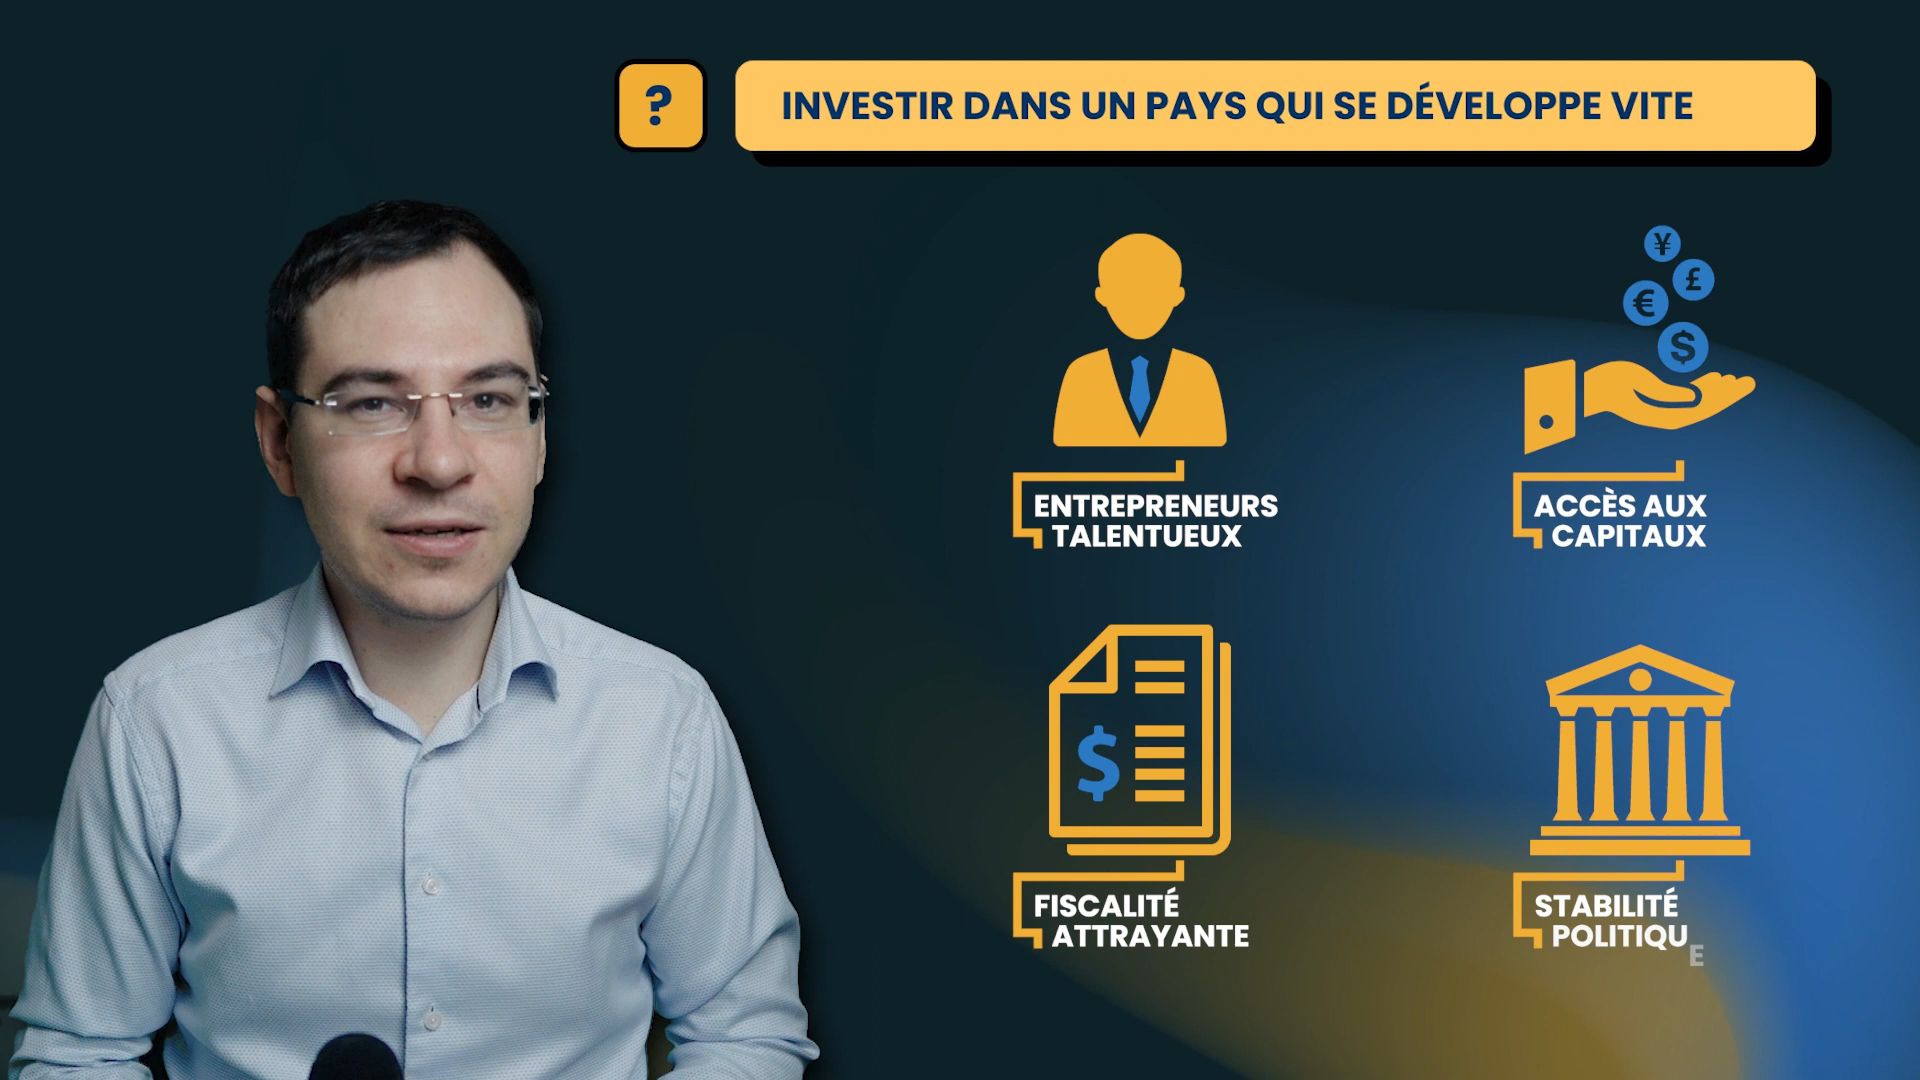 ?
INVESTIR DANS UN PAYS QUI SE DÉVELOPPE VITE
¥
£
€
$
ENTREPRENEURS
TALENTUEUX
ACCÈS AUX
CAPITAUX
$
FISCALITÉ
ATTRAYANTE
STABILITÉ
POLITIQUE